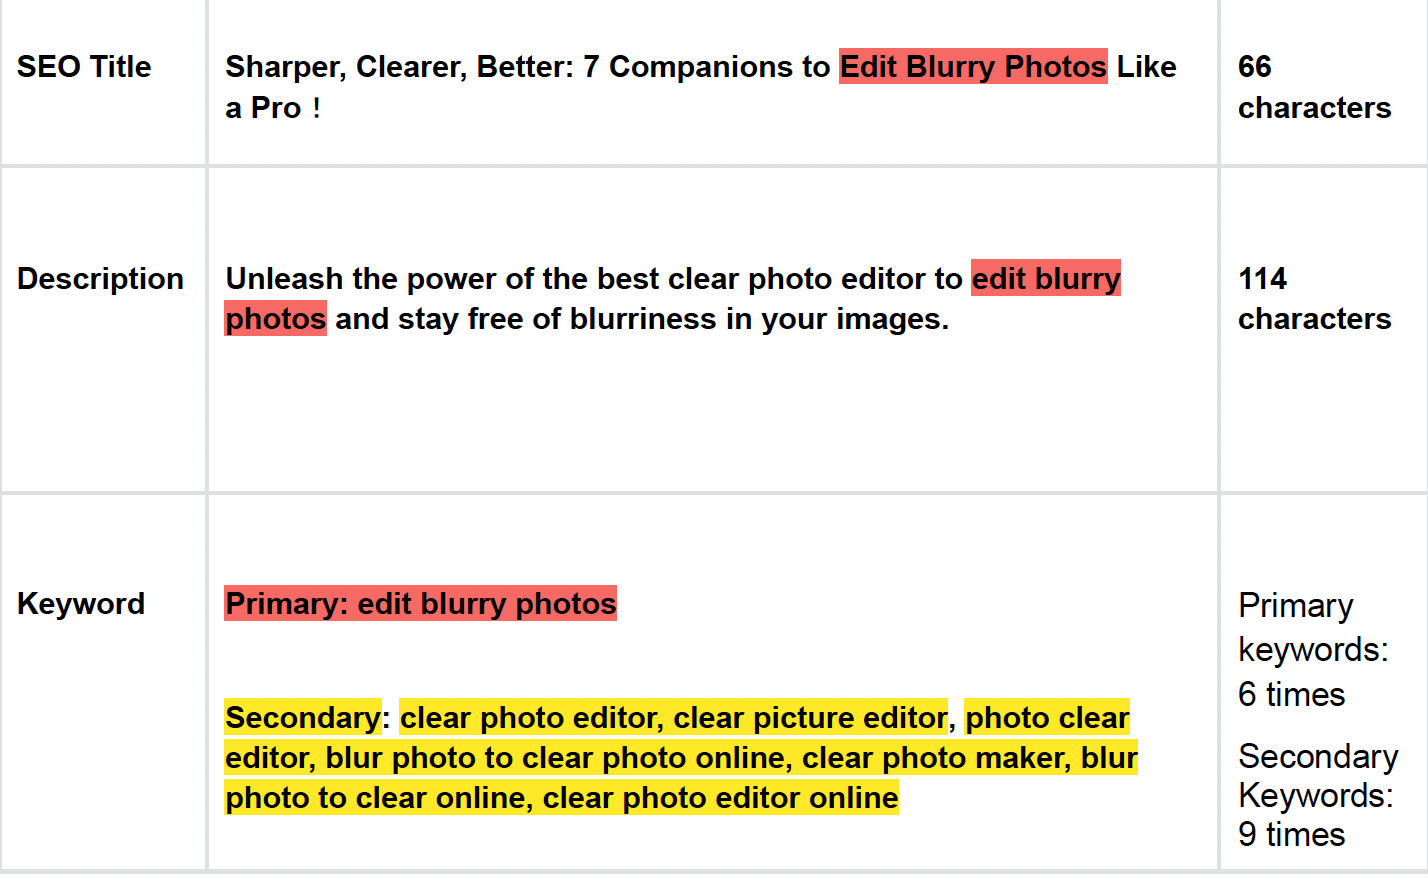 SEO Title
Sharper, Clearer, Better: 7 Companions to Edit Blurry Photos Like
a Pro !
66
characters
Description
Unleash the power of the best clear photo editor to edit blurry
photos and stay free of blurriness in your images.
114
characters
Keyword
Primary: edit blurry photos
Secondary: clear photo editor, clear picture editor, photo clear
editor, blur photo to clear photo online, clear photo maker, blur
photo to clear online, clear photo editor online
Primary
keywords:
6 times
Secondary
Keywords:
9 times